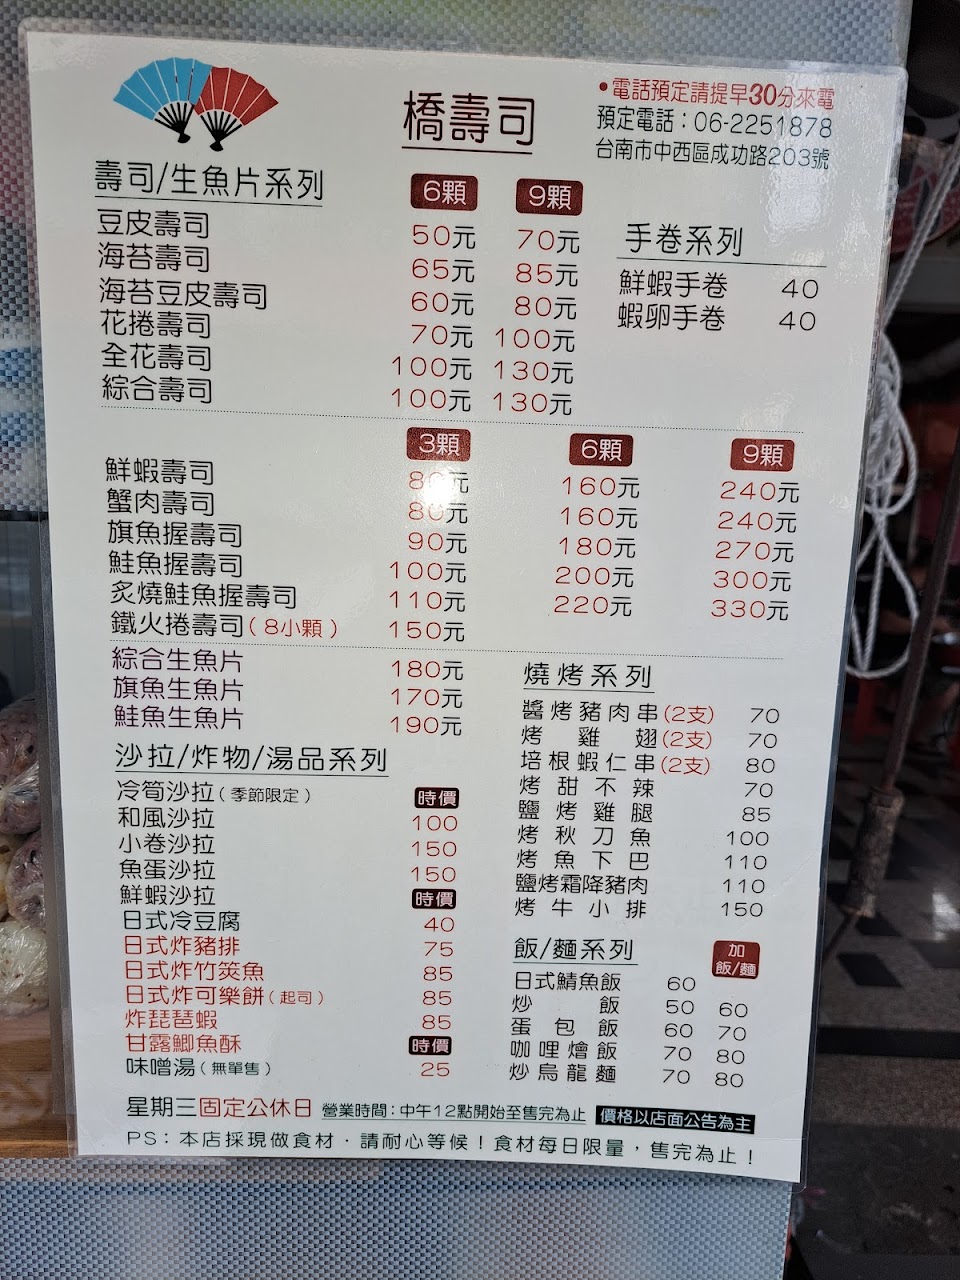 橋壽司
•電話預定請提早30分來電
預定電話：06-2251878
台南市中西區成功路203號
壽司/生魚片系列 6顆 9顆
豆皮壽司 50元 70元
海苔壽司 65元 85元
海苔豆皮壽司 60元 80元
花捲壽司 70元 100元
全花壽司 100元 130元
綜合壽司 100元 130元
手卷系列
鮮蝦手卷 40
蝦卵手卷 40
3顆 6顆 9顆
鮮蝦壽司 80元 160元 240元
蟹肉壽司 80元 160元 240元
旗魚握壽司 90元 180元 270元
鮭魚握壽司 100元 200元 300元
炙燒鮭魚握壽司 110元 220元 330元
鐵火捲壽司(8小顆) 150元
綜合生魚片 180元
旗魚生魚片 170元
鮭魚生魚片 190元
沙拉/炸物/湯品系列
冷筍沙拉(季節限定) 時價
和風沙拉 100
小卷沙拉 150
魚蛋沙拉 150
鮮蝦沙拉 時價
日式冷豆腐 40
日式炸豬排 75
日式炸竹筴魚 85
日式炸可樂餅(起司) 85
炸琵琶蝦 85
甘露鯽魚酥 時價
味噌湯(無單售) 25
燒烤系列
醬烤豬肉串(2支) 70
烤雞翅(2支) 70
培根蝦仁串(2支) 80
烤甜不辣 70
鹽烤雞腿 85
烤秋刀魚 100
烤魚下巴 110
鹽烤霜降豬肉 110
烤牛小排 150
飯/麵系列 加飯/麵
日式鯖魚飯 60
炒飯 50 60
蛋包飯 60 70
咖哩燴飯 70 80
炒烏龍麵 70 80
星期三固定公休日 營業時間：中午12點開始至售完為止 價格以店面公告為主
PS：本店採現做食材．請耐心等候！食材每日限量，售完為止！